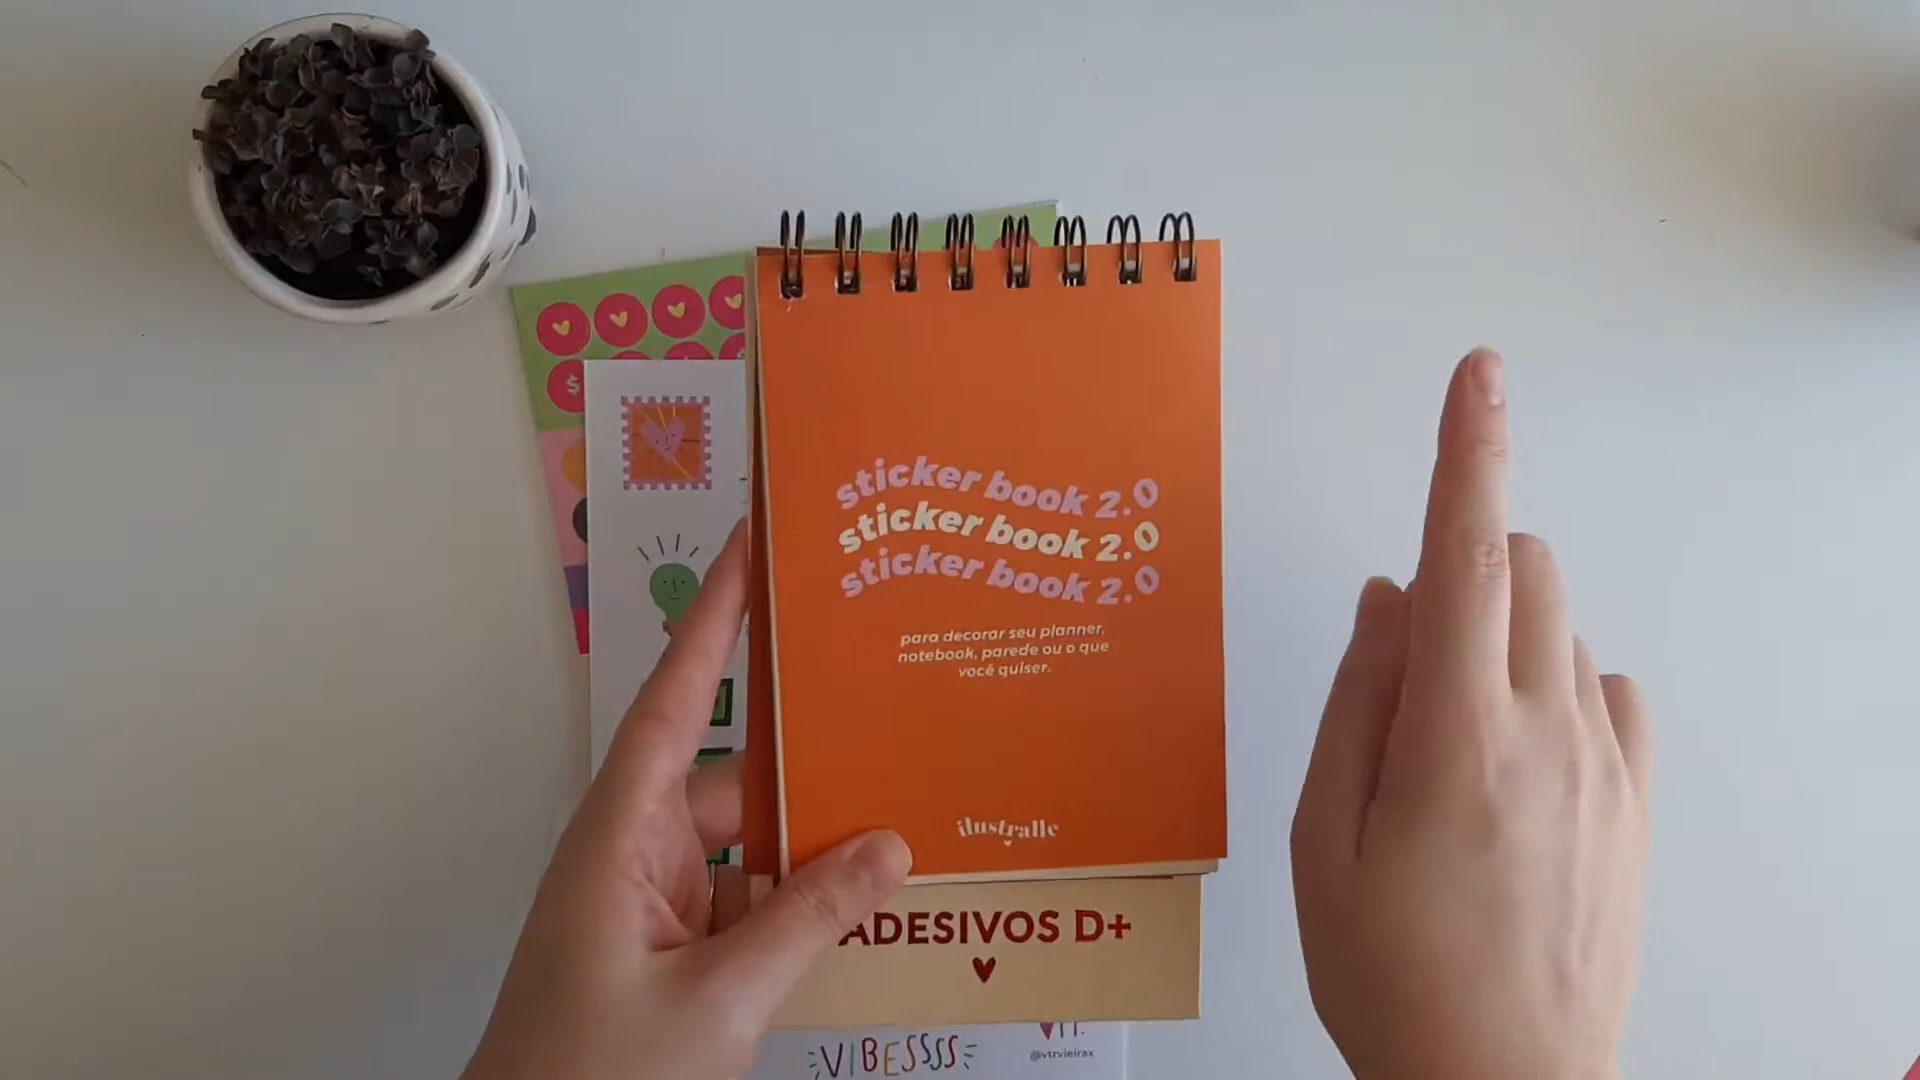 $
sticker book 2.0
sticker book 2.0
sticker book 2.0
para decorar seu planner,
notebook, parede ou o que
você quiser.
ilustralle
ADESIVOS D+
VIBESSSS
@vtrvieirax